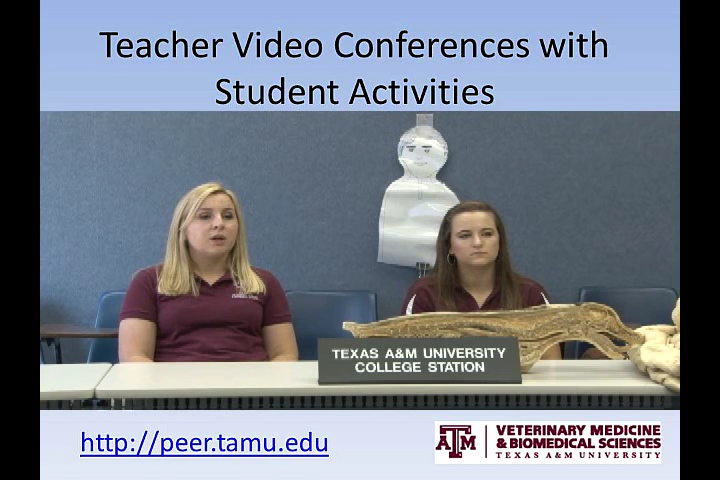 Teacher Video Conferences with
Student Activities
TEXAS A&M UNIVERSITY
COLLEGE STATION
http://peer.tamu.edu
ATM
VETERINARY MEDICINE
& BIOMEDICAL SCIENCES
TEXAS A&M UNIVERSITY